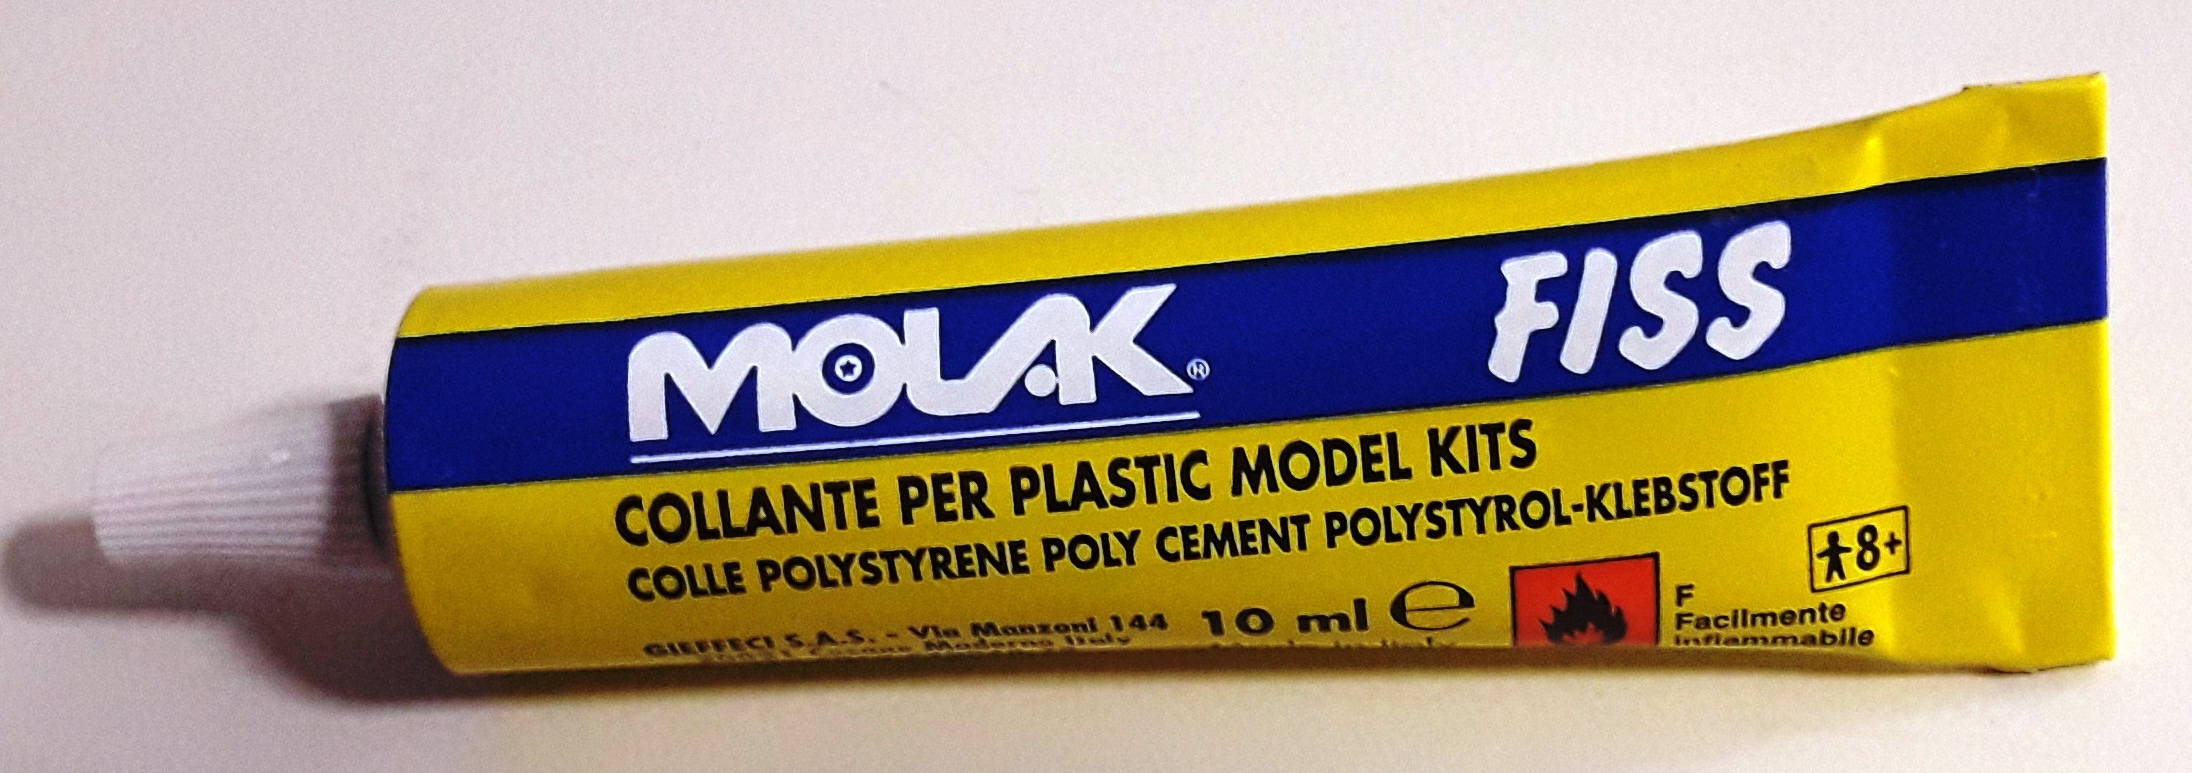 MOLAK®
FISS
COLLANTE PER PLASTIC MODEL KITS
COLLE POLYSTYRENE POLY CEMENT POLYSTYROL-KLEBSTOFF
8+
GIEFFECI S.A.S. - Via Manzoni 144
Italy
10 ml ℮
F
Facilmente
infiammabile